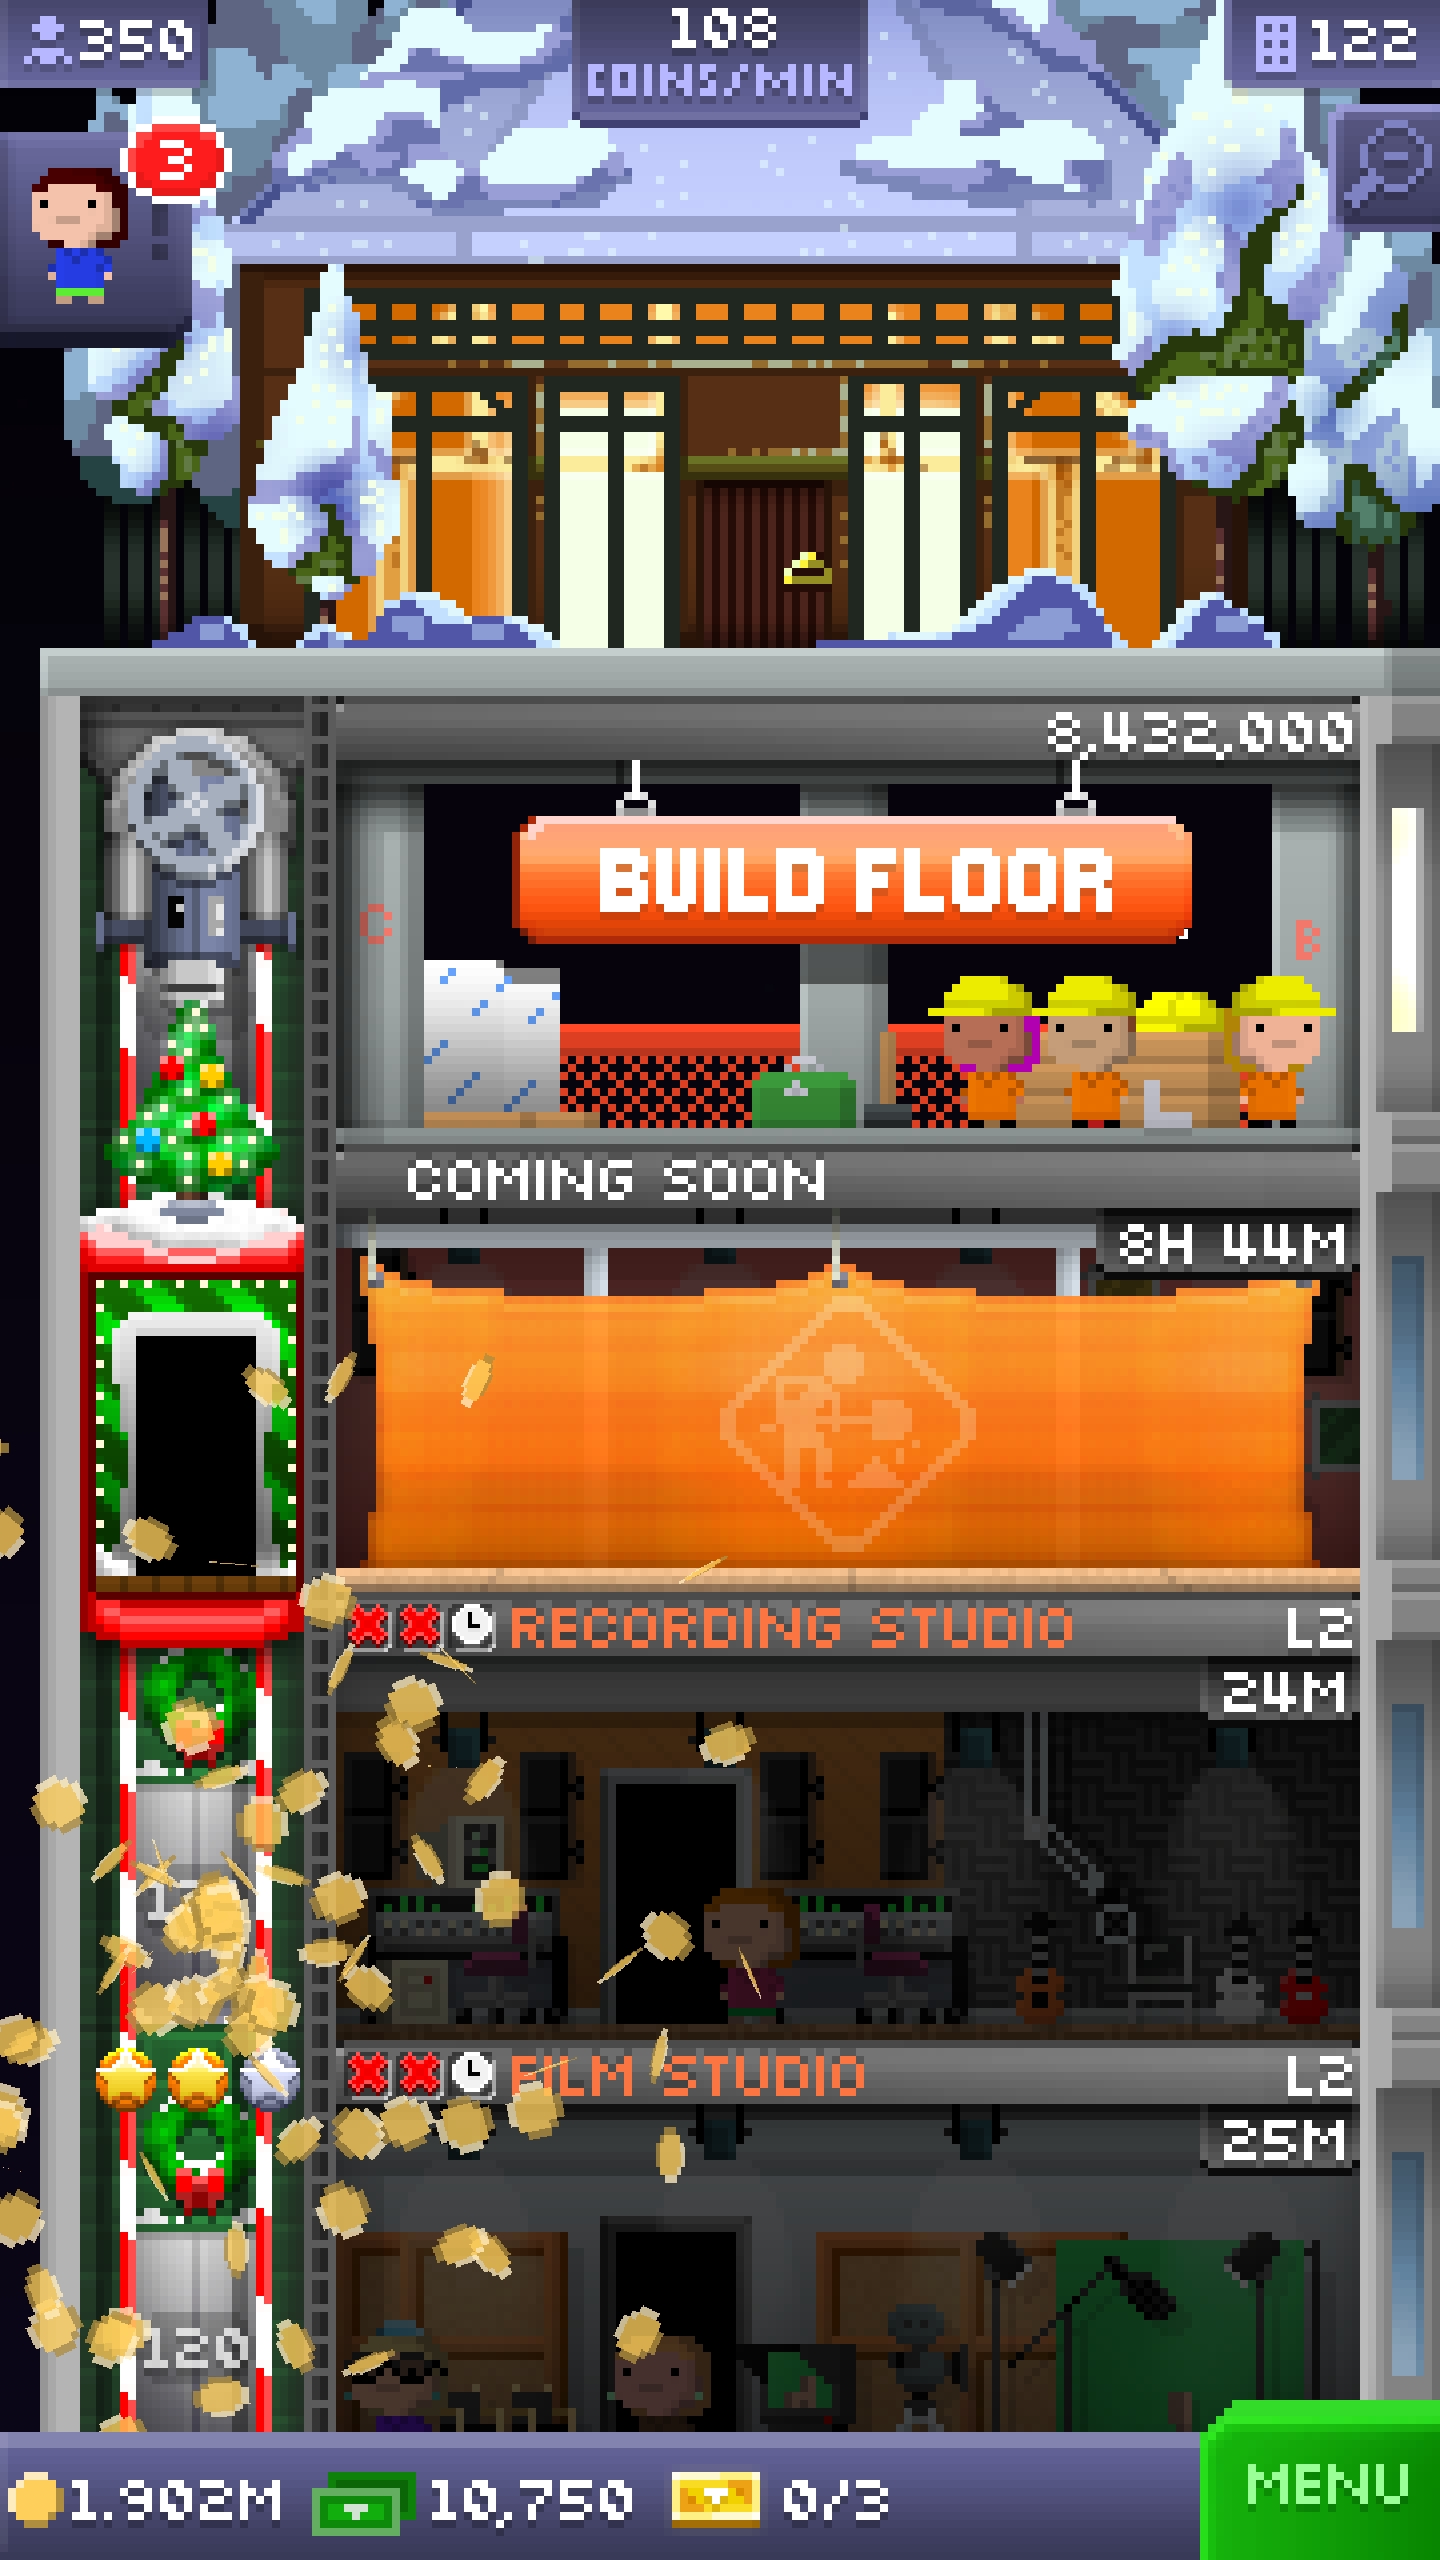 350
108
COINS/MIN
122
3
8,432,000
BUILD FLOOR
C
B
COMING SOON
8H 44M
RECORDING STUDIO L2
24M
FILM STUDIO L2
25M
120
1.902M 10,750 0/3
MENU